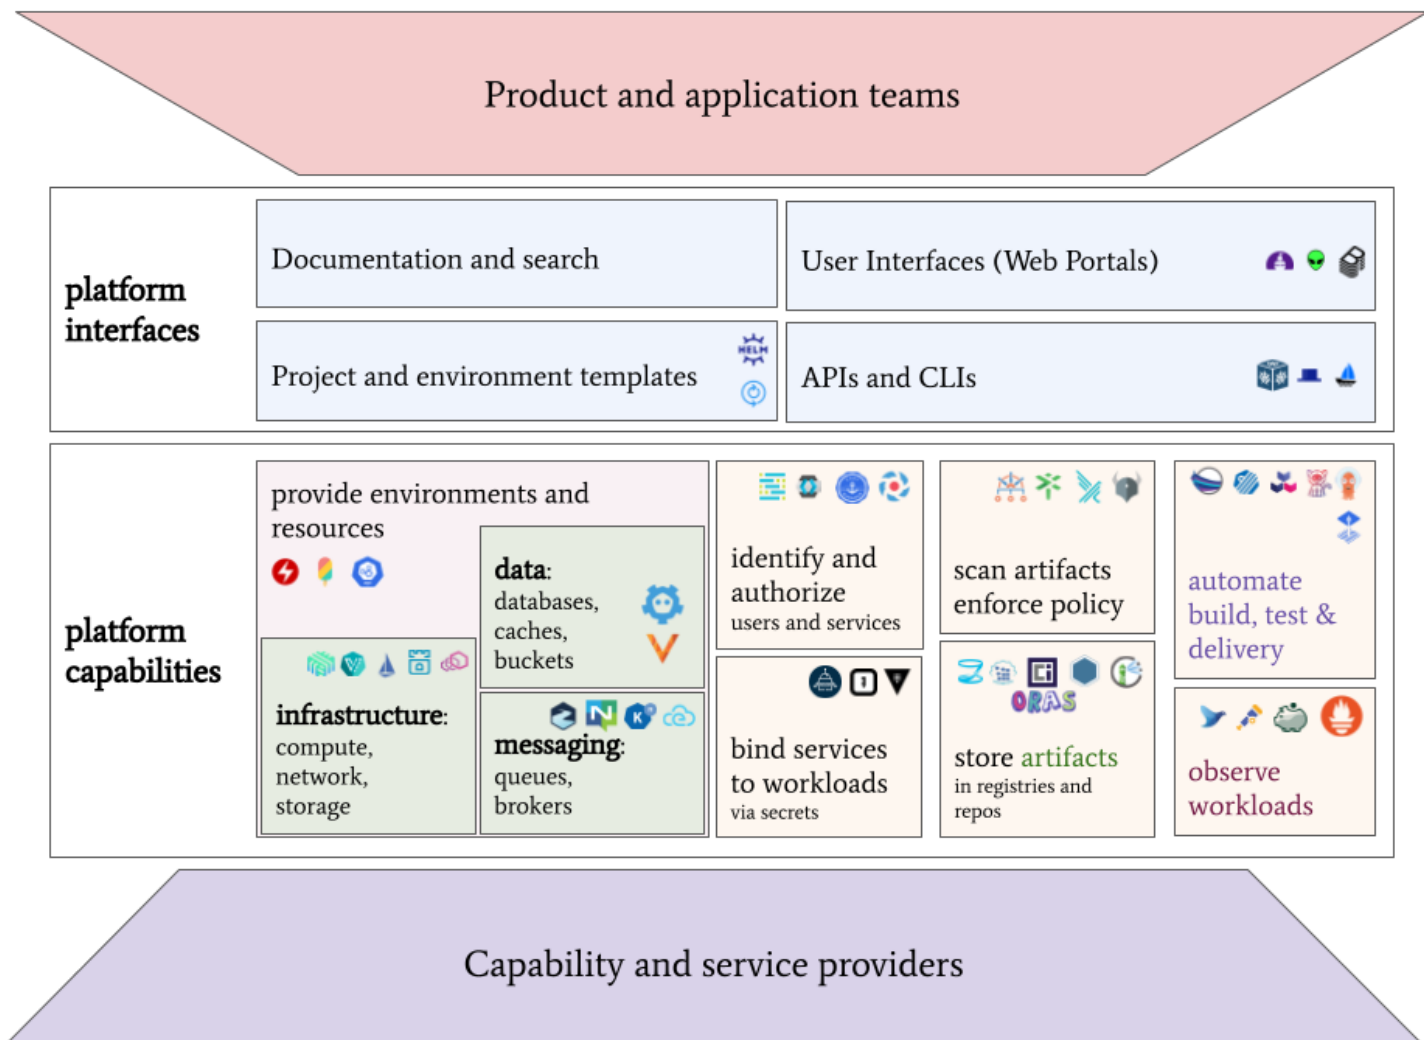 Product and application teams
platform
interfaces
Documentation and search
User Interfaces (Web Portals)
Project and environment templates
HELM
APIs and CLIs
platform
capabilities
provide environments and
resources
data:
databases,
caches,
buckets
infrastructure:
compute,
network,
storage
messaging:
queues,
brokers
identify and
authorize
users and services
bind services
to workloads
via secrets
scan artifacts
enforce policy
ORAS
store artifacts
in registries and
repos
automate
build, test &
delivery
observe
workloads
Capability and service providers